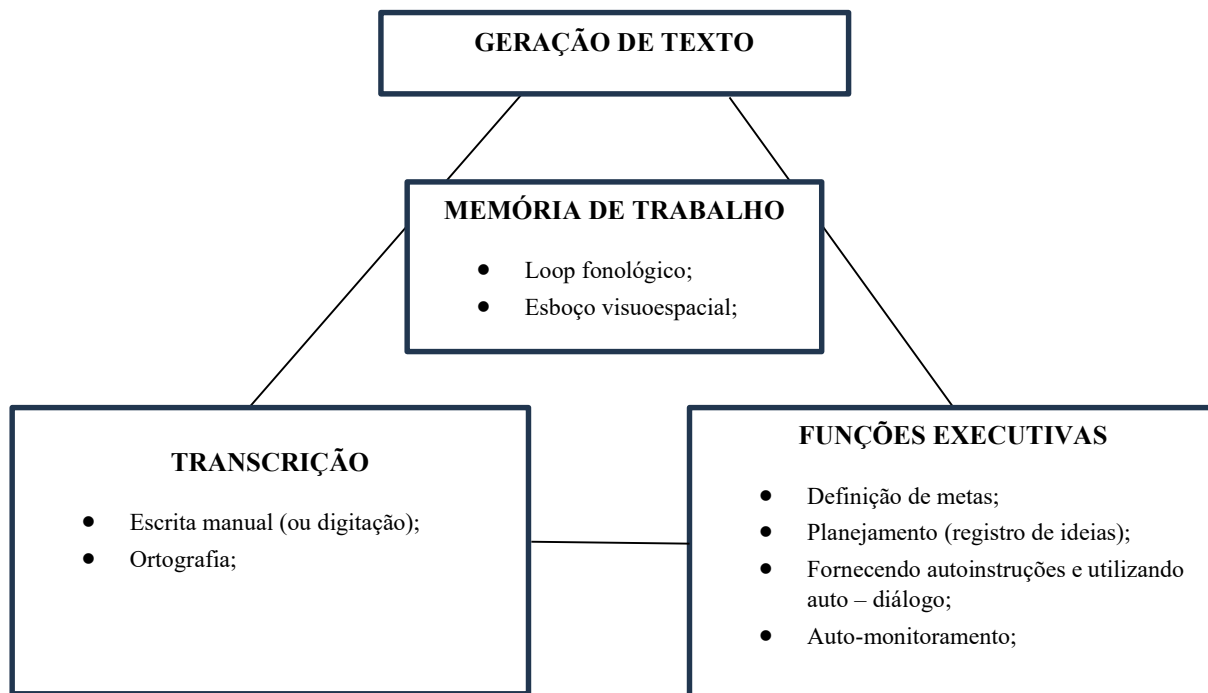 GERAÇÃO DE TEXTO
MEMÓRIA DE TRABALHO
● Loop fonológico;
● Esboço visuoespacial;
TRANSCRIÇÃO
● Escrita manual (ou digitação);
● Ortografia;
FUNÇÕES EXECUTIVAS
● Definição de metas;
● Planejamento (registro de ideias);
● Fornecendo autoinstruções e utilizando
auto – diálogo;
● Auto-monitoramento;